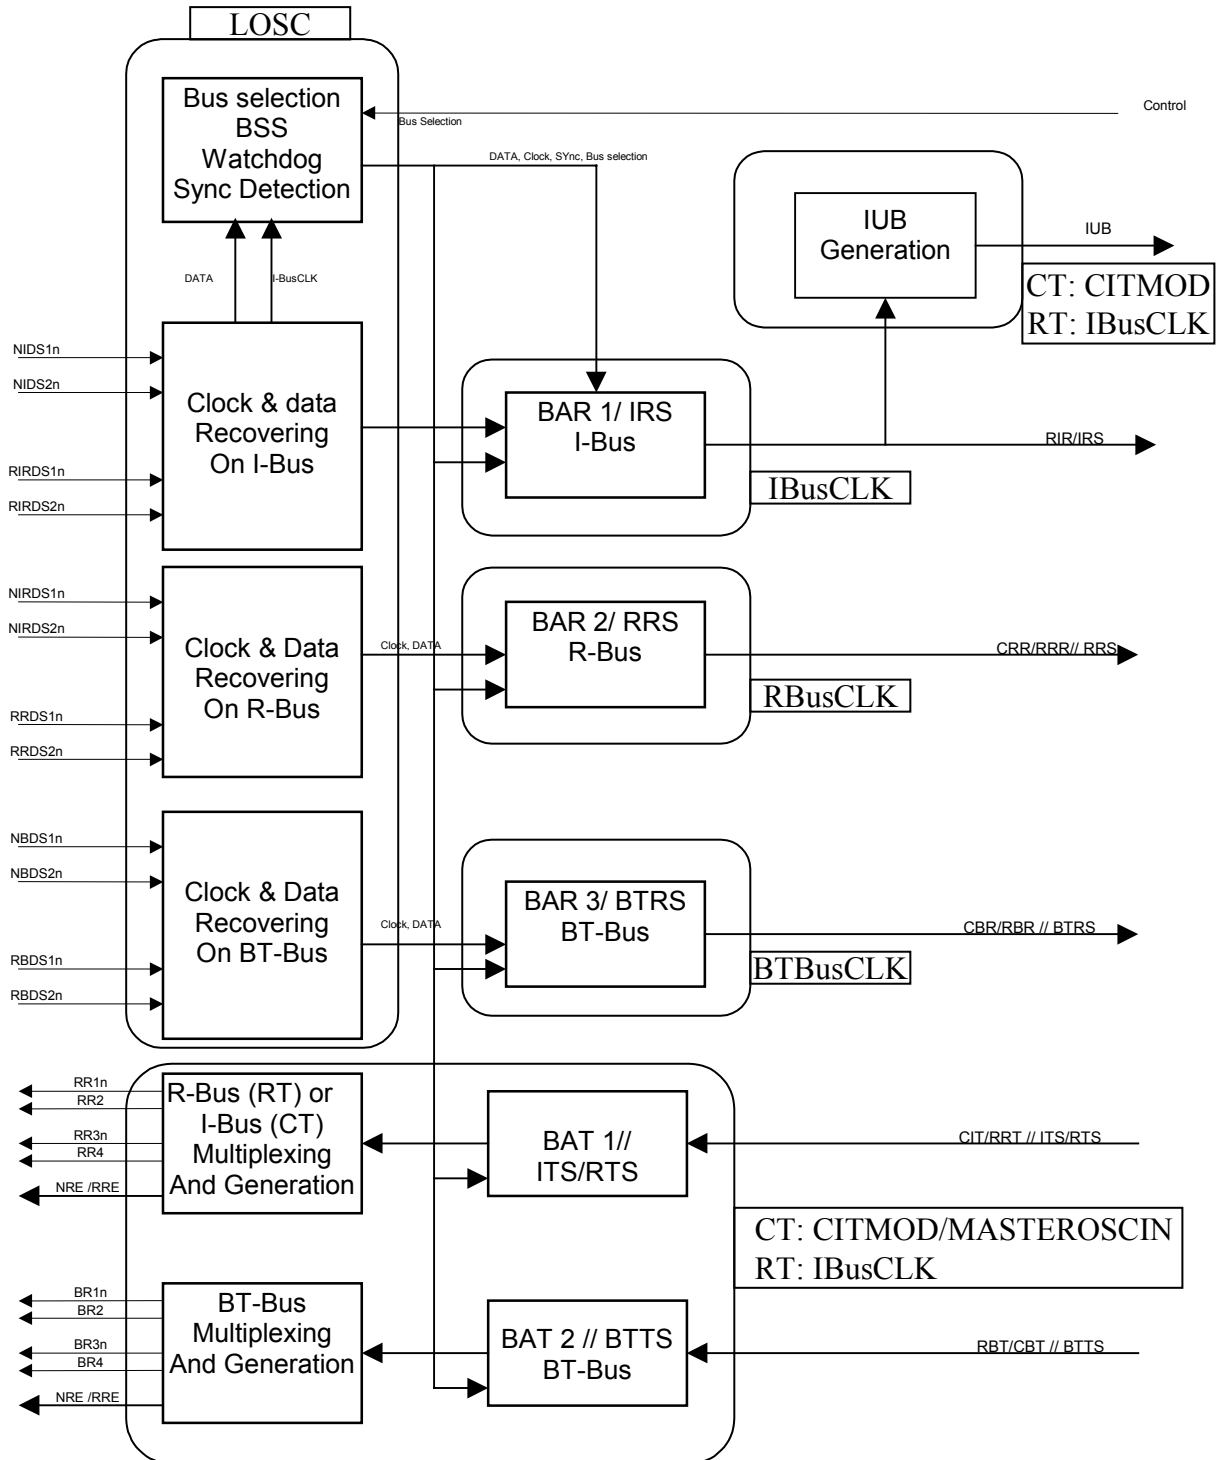 LOSC
Bus selection
BSS
Watchdog
Sync Detection
Bus Selection
Control
DATA, Clock, SYnc, Bus selection
IUB
Generation
IUB
CT: CITMOD
RT: IBusCLK
DATA
I-BusCLK
NIDS1n
NIDS2n
RIRDS1n
RIRDS2n
Clock & data
Recovering
On I-Bus
BAR 1/ IRS
I-Bus
RIR/IRS
IBusCLK
NIRDS1n
NIRDS2n
RRDS1n
RRDS2n
Clock & Data
Recovering
On R-Bus
Clock, DATA
BAR 2/ RRS
R-Bus
CRR/RRR// RRS
RBusCLK
NBDS1n
NBDS2n
RBDS1n
RBDS2n
Clock & Data
Recovering
On BT-Bus
Clock, DATA
BAR 3/ BTRS
BT-Bus
CBR/RBR // BTRS
BTBusCLK
RR1n
RR2
RR3n
RR4
NRE /RRE
R-Bus (RT) or
I-Bus (CT)
Multiplexing
And Generation
BAT 1//
ITS/RTS
CIT/RRT // ITS/RTS
CT: CITMOD/MASTEROSCIN
RT: IBusCLK
BR1n
BR2
BR3n
BR4
NRE /RRE
BT-Bus
Multiplexing
And Generation
BAT 2 // BTTS
BT-Bus
RBT/CBT // BTTS